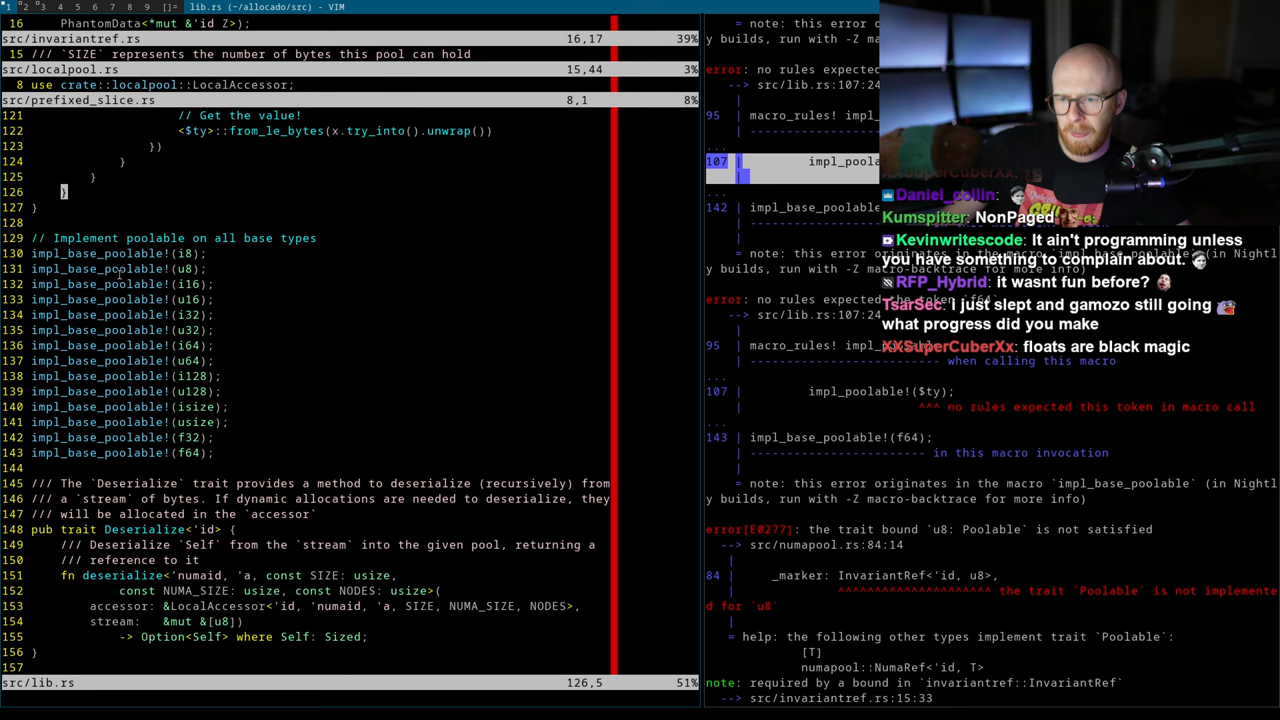 1 2 3 4 5 6 7 8 9 []= lib.rs (~/allocado/src) - VIM
16     PhantomData<*mut &'id Z>);
src/invariantref.rs 16,17 39%
15 /// `SIZE` represents the number of bytes this pool can hold
src/localpool.rs 15,44 3%
8 use crate::localpool::LocalAccessor;
src/prefixed_slice.rs 8,1 8%
121                     // Get the value!
122                     <$ty>::from_le_bytes(x.try_into().unwrap())
123                 })
124             }
125         }
126     }
127 }
128
129 // Implement poolable on all base types
130 impl_base_poolable!(i8);
131 impl_base_poolable!(u8);
132 impl_base_poolable!(i16);
133 impl_base_poolable!(u16);
134 impl_base_poolable!(i32);
135 impl_base_poolable!(u32);
136 impl_base_poolable!(i64);
137 impl_base_poolable!(u64);
138 impl_base_poolable!(i128);
139 impl_base_poolable!(u128);
140 impl_base_poolable!(isize);
141 impl_base_poolable!(usize);
142 impl_base_poolable!(f32);
143 impl_base_poolable!(f64);
144
145 /// The `Deserialize` trait provides a method to deserialize (recursively) from
146 /// a `stream` of bytes. If dynamic allocations are needed to deserialize, they
147 /// will be allocated in the `accessor`
148 pub trait Deserialize<'id> {
149     /// Deserialize `Self` from the `stream` into the given pool, returning a
150     /// reference to it
151     fn deserialize<'numaid, 'a, const SIZE: usize,
152             const NUMA_SIZE: usize, const NODES: usize>(
153         accessor: &LocalAccessor<'id, 'numaid, 'a, SIZE, NUMA_SIZE, NODES>,
154         stream:   &mut &[u8])
155             -> Option<Self> where Self: Sized;
156 }
157
src/lib.rs 126,5 51%
= note: this error
y builds, run with -Z macro-
error: no rules expected
--> src/lib.rs:107:24
|
95 | macro_rules! impl_
| ----------------
...
107 |         impl_poola
|
...
142 | impl_base_poolable
| ----------------
|
= note: this error originates in the macro `impl_base_poolable` (in Nightl
y builds, run with -Z macro-backtrace for more info)
error: no rules expected the token `f64`
--> src/lib.rs:107:24
|
95 | macro_rules! impl_
| ------------------------ when calling this macro
...
107 |         impl_poolable!($ty);
|                        ^^^ no rules expected this token in macro call
...
143 | impl_base_poolable!(f64);
| ------------------------ in this macro invocation
|
= note: this error originates in the macro `impl_base_poolable` (in Nightl
y builds, run with -Z macro-backtrace for more info)
error[E0277]: the trait bound `u8: Poolable` is not satisfied
--> src/numapool.rs:84:14
|
84 |     _marker: InvariantRef<'id, u8>,
|              ^^^^^^^^^^^^^^^^^^^^^ the trait `Poolable` is not implemente
d for `u8`
|
= help: the following other types implement trait `Poolable`:
[T]
numapool::NumaRef<'id, T>
note: required by a bound in `invariantref::InvariantRef`
--> src/invariantref.rs:15:33
XXSuperCuberXx:
Daniel_collin:
Kumspitter: NonPaged
Kevinwritescode: It ain't programming unless
you have something to complain about.
RFP_Hybrid: it wasnt fun before?
TsarSec: I just slept and gamozo still going
what progress did you make
XXSuperCuberXx: floats are black magic